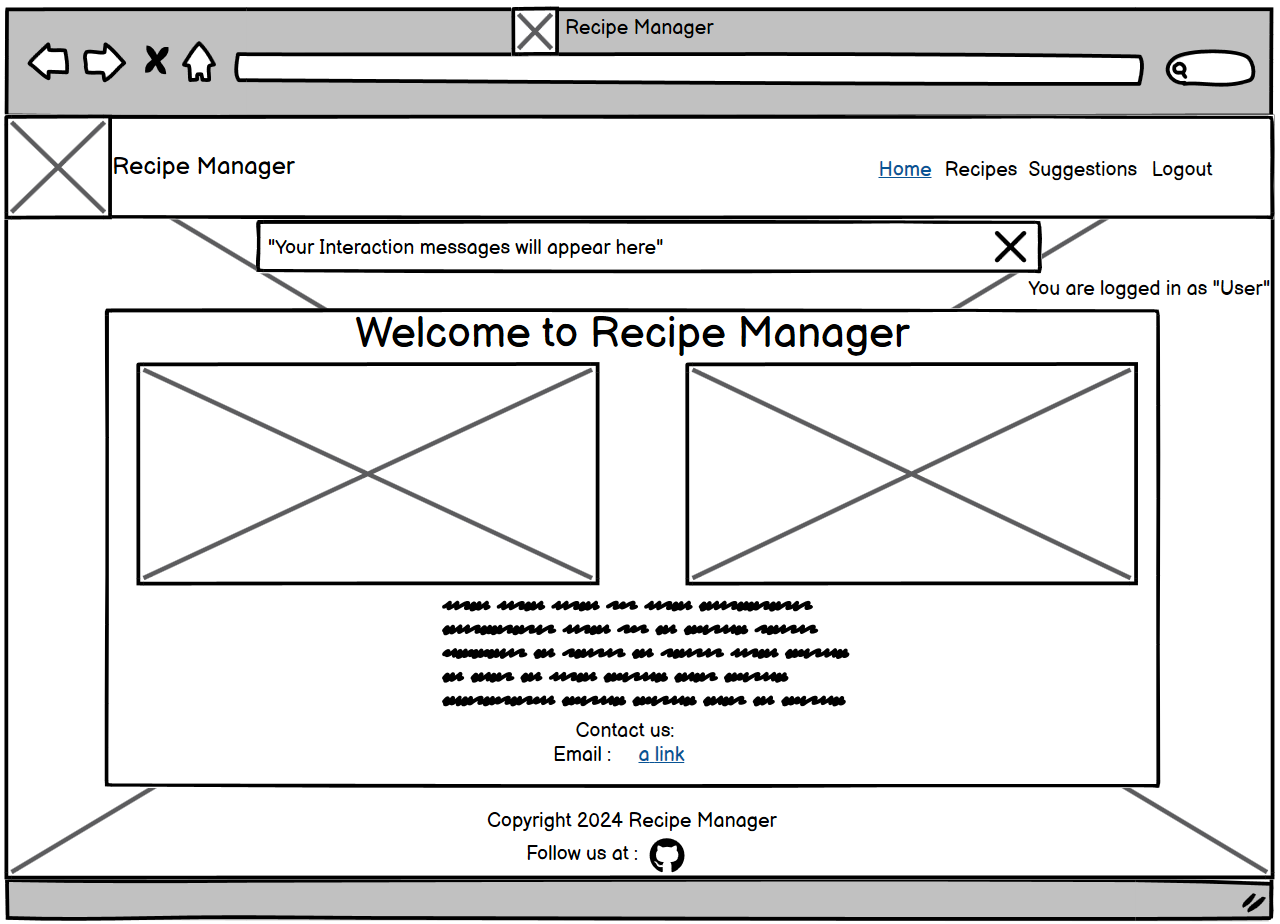 Recipe Manager
Recipe Manager
Home Recipes Suggestions Logout
"Your Interaction messages will appear here"
You are logged in as "User"
Welcome to Recipe Manager
Contact us:
Email : a link
Copyright 2024 Recipe Manager
Follow us at :